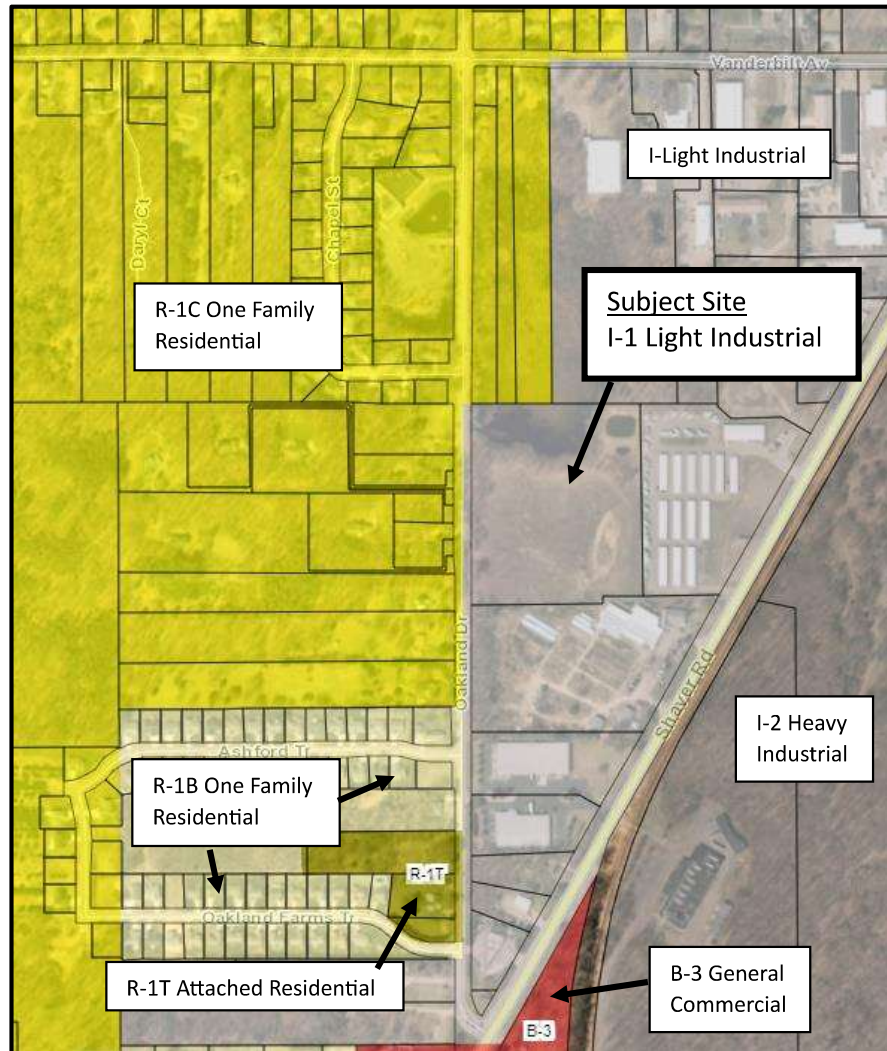 Vanderbilt Av
I-Light Industrial
Daryl Ct
Chapel St
Subject Site
I-1 Light Industrial
R-1C One Family
Residential
Oakland Dr
Shaver Rd
I-2 Heavy
Industrial
Ashford Tr
R-1B One Family
Residential
R-1T
Oakland Farms Tr
R-1T Attached Residential
B-3 General
Commercial
B-3